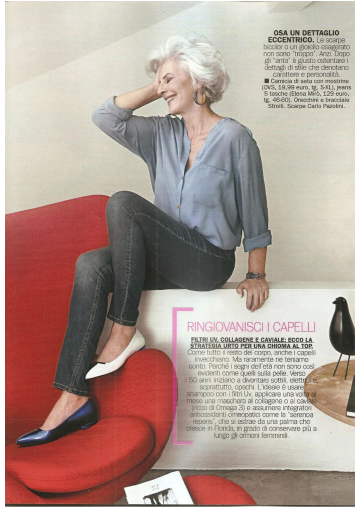 OSA UN DETTAGLIO
ECCENTRICO. Le scarpe
bicolor o un gioiello esagerato
non sono "troppo". Anzi. Dopo
gli "anta" è giusto ostentare i
dettagli di stile che denotano
carattere e personalità.
■ Camicia di seta con mostrine
(OVS, 19,99 euro, tg. S-XL), jeans
5 tasche (Elena Mirò, 129 euro,
tg. 46-60). Orecchini e bracciale
Stroili. Scarpe Carlo Pazolini.
RINGIOVANISCI I CAPELLI
FILTRI UV, COLLAGENE E CAVIALE: ECCO LA
STRATEGIA URTO PER UNA CHIOMA AL TOP.
Come tutto il resto del corpo, anche i capelli
invecchiano. Ma raramente ne teniamo
conto. Perché i segni dell'età non sono così
evidenti come quelli sulla pelle. Verso
i 50 anni iniziano a diventare sottili, elettrici e,
soprattutto, opachi. L'ideale è usare
shampoo con i filtri Uv, applicare una volta al
mese una maschera al collagene o al caviale
(ricco di Omega 3) e assumere integratori
antiossidanti omeopatici come la "serenoa
repens", che si estrae da una palma che
cresce in Florida, in grado di conservare più a
lungo gli ormoni femminili.